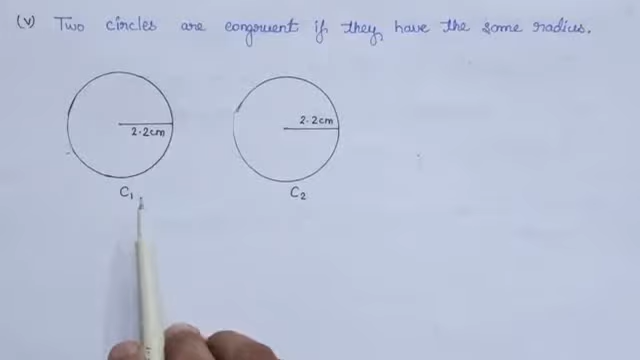 (v) Two circles are congruent if they have the same radius.
2.2cm
2.2cm
C1
C2